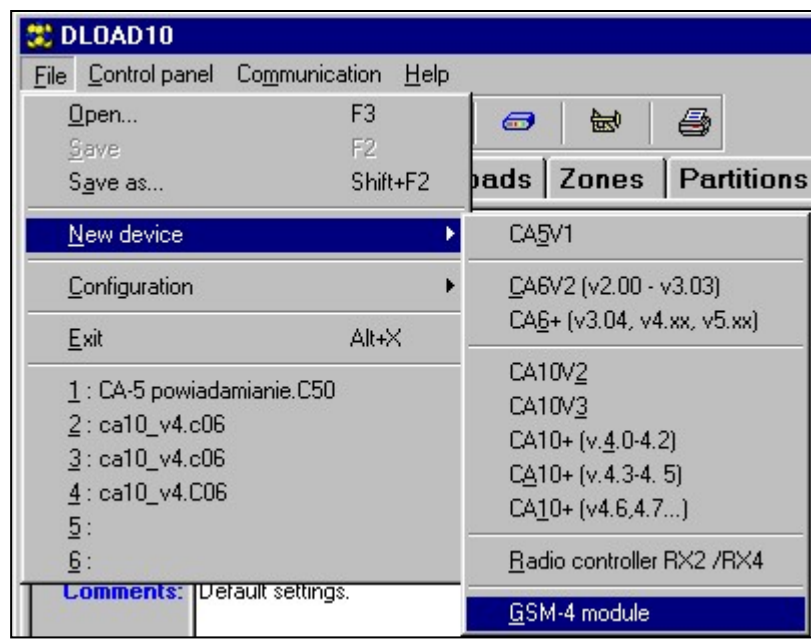 DLOAD10
File Control panel Communication Help
Open... F3
Save F2
Save as... Shift+F2
New device
Configuration
Exit Alt+X
1 : CA-5 powiadamianie.C50
2 : ca10_v4.c06
3 : ca10_v4.c06
4 : ca10_v4.C06
5 :
6 :
Zones Partitions
CA5V1
CA6V2 (v2.00 - v3.03)
CA6+ (v3.04, v4.xx, v5.xx)
CA10V2
CA10V3
CA10+ (v.4.0-4.2)
CA10+ (v.4.3-4. 5)
CA10+ (v4.6,4.7...)
Radio controller RX2 /RX4
GSM-4 module
Comments: Default settings.